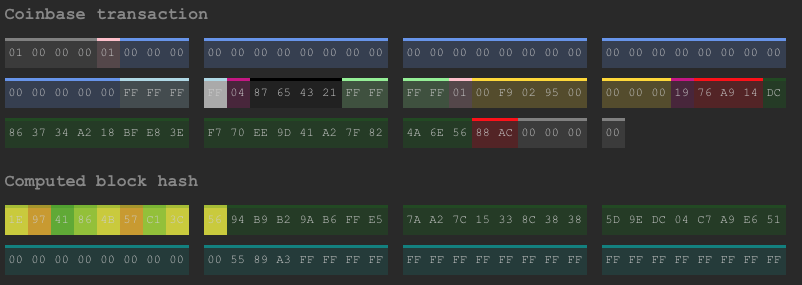 Coinbase transaction
01 00 00 00 01 00 00 00 00 00 00 00 00 00 00 00 00 00 00 00 00 00 00 00 00 00 00 00 00 00 00 00
00 00 00 00 00 FF FF FF FF 04 87 65 43 21 FF FF FF FF 01 00 F9 02 95 00 00 00 00 19 76 A9 14 DC
86 37 34 A2 18 BF E8 3E F7 70 EE 9D 41 A2 7F 82 4A 6E 56 88 AC 00 00 00 00
Computed block hash
97 41 86 57 C1 94 B9 B2 9A B6 FF E5 7A A2 7C 15 33 8C 38 38 5D 9E DC 04 C7 A9 E6 51
00 00 00 00 00 00 00 00 00 55 89 A3 FF FF FF FF FF FF FF FF FF FF FF FF FF FF FF FF FF FF FF FF